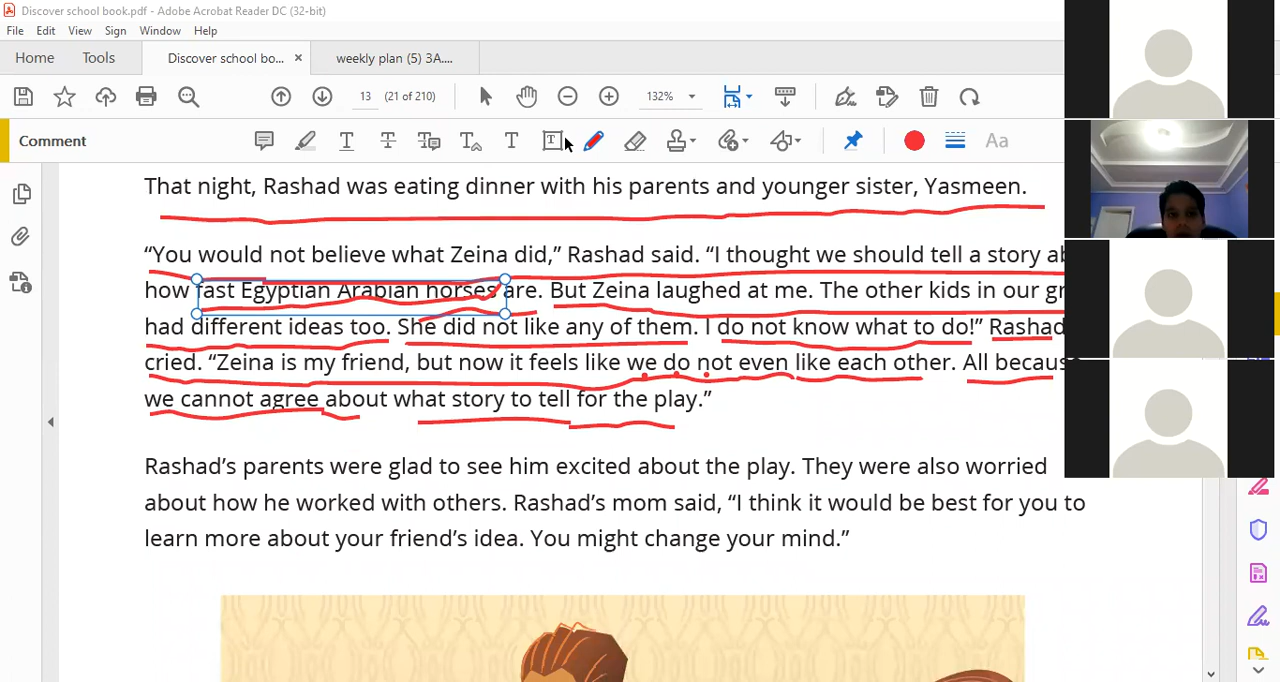 Discover school book.pdf - Adobe Acrobat Reader DC (32-bit)
File Edit View Sign Window Help
Home Tools Discover school bo... × weekly plan (5) 3A....
13 (21 of 210) 132%
Comment
That night, Rashad was eating dinner with his parents and younger sister, Yasmeen.
“You would not believe what Zeina did,” Rashad said. “I thought we should tell a story
how fast Egyptian Arabian horses are. But Zeina laughed at me. The other kids in our
had different ideas too. She did not like any of them. I do not know what to do!” Rashad
cried. “Zeina is my friend, but now it feels like we do not even like each other. All
we cannot agree about what story to tell for the play.”
Rashad’s parents were glad to see him excited about the play. They were also worried
about how he worked with others. Rashad’s mom said, “I think it would be best for you to
learn more about your friend’s idea. You might change your mind.”